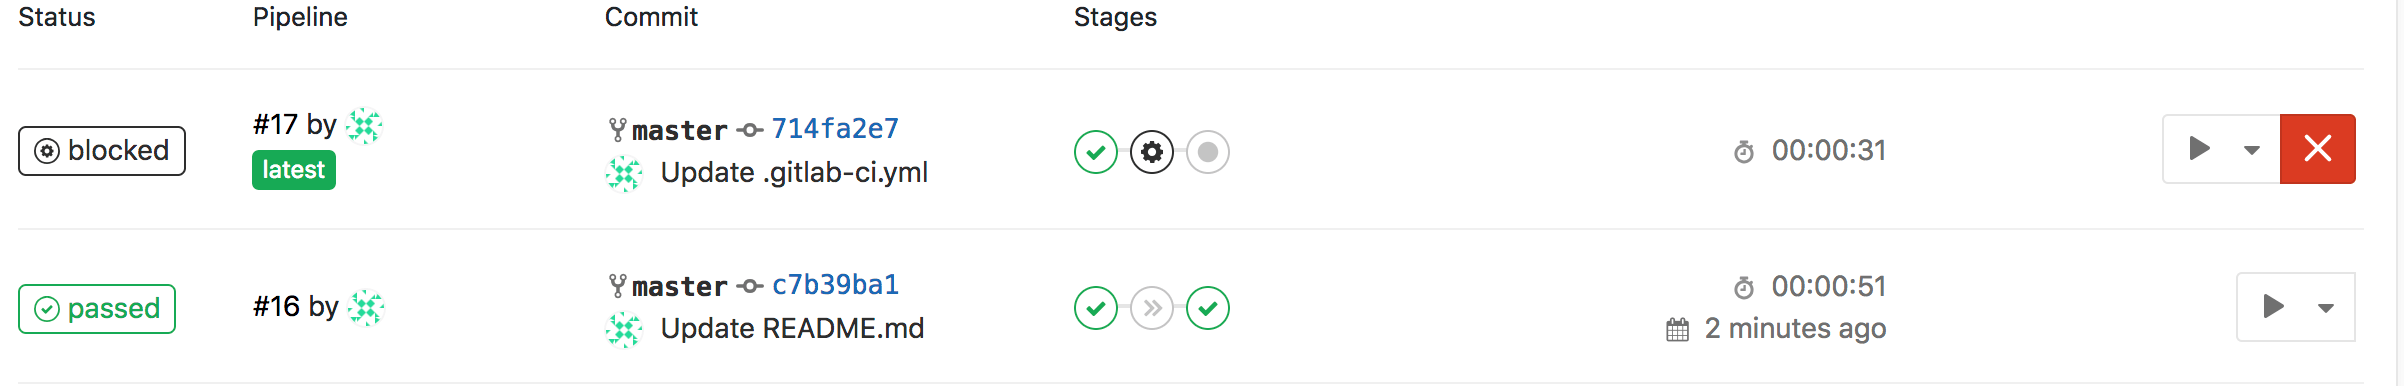 Status Pipeline Commit Stages
#17 by
master 714fa2e7
blocked
00:00:31
latest
Update .gitlab-ci.yml
master c7b39ba1
00:00:51
passed
#16 by
Update README.md
2 minutes ago